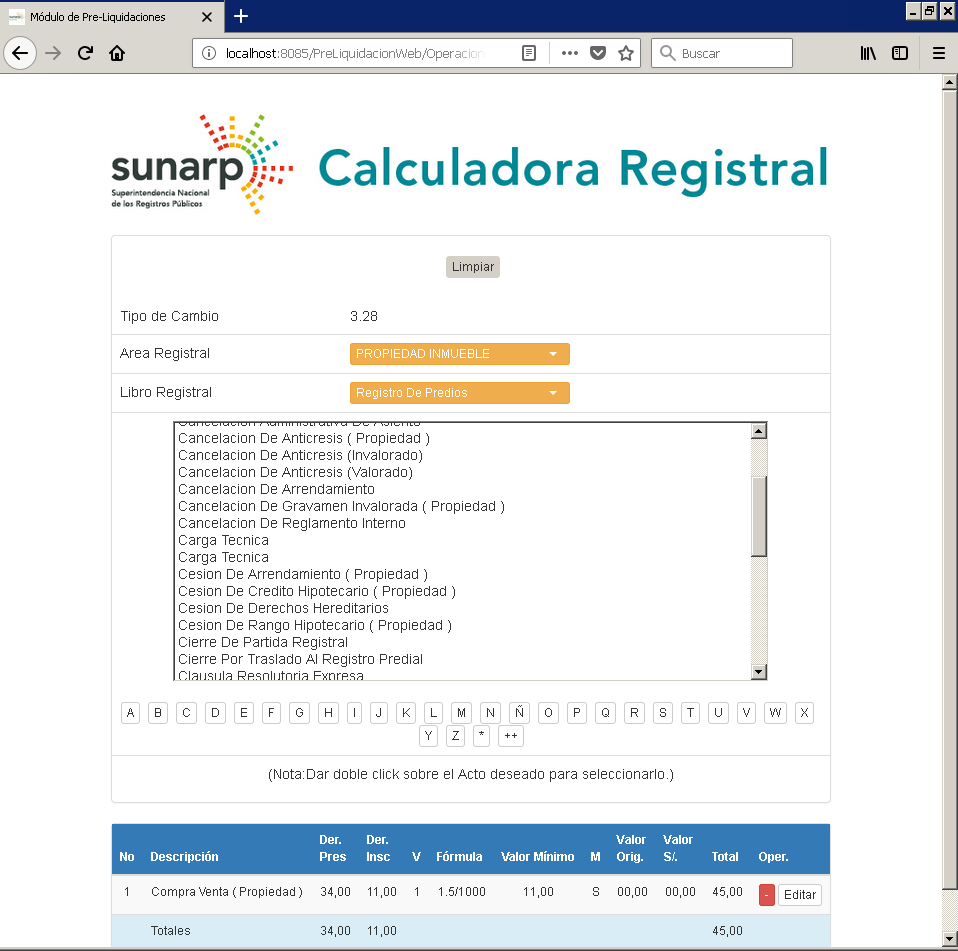 Módulo de Pre-Liquidaciones
localhost:8085/PreLiquidacionWeb/Operacion
Buscar
sunarp
Superintendencia Nacional
de los Registros Públicos
Calculadora Registral
Limpiar
Tipo de Cambio 3.28
Area Registral PROPIEDAD INMUEBLE
Libro Registral Registro De Predios
Cancelacion Administrativa De Asiento
Cancelacion De Anticresis ( Propiedad )
Cancelacion De Anticresis (Invalorado)
Cancelacion De Anticresis (Valorado)
Cancelacion De Arrendamiento
Cancelacion De Gravamen Invalorada ( Propiedad )
Cancelacion De Reglamento Interno
Carga Tecnica
Carga Tecnica
Cesion De Arrendamiento ( Propiedad )
Cesion De Credito Hipotecario ( Propiedad )
Cesion De Derechos Hereditarios
Cesion De Rango Hipotecario ( Propiedad )
Cierre De Partida Registral
Cierre Por Traslado Al Registro Predial
Clausula Resolutoria Expresa
A B C D E F G H I J K L M N Ñ O P Q R S T U V W X
Y Z * ++
(Nota:Dar doble click sobre el Acto deseado para seleccionarlo.)
No Descripción Der. Pres Der. Insc V Fórmula Valor Mínimo M Valor Orig. Valor S/. Total Oper.
1 Compra Venta ( Propiedad ) 34,00 11,00 1 1.5/1000 11,00 S 00,00 00,00 45,00 - Editar
Totales 34,00 11,00 45,00